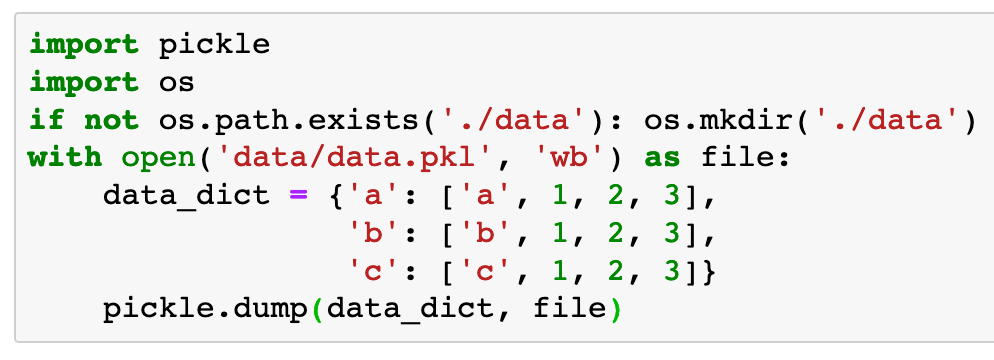 import pickle
import os
if not os.path.exists('./data'): os.mkdir('./data')
with open('data/data.pkl', 'wb') as file:
    data_dict = {'a': ['a', 1, 2, 3],
                 'b': ['b', 1, 2, 3],
                 'c': ['c', 1, 2, 3]}
    pickle.dump(data_dict, file)